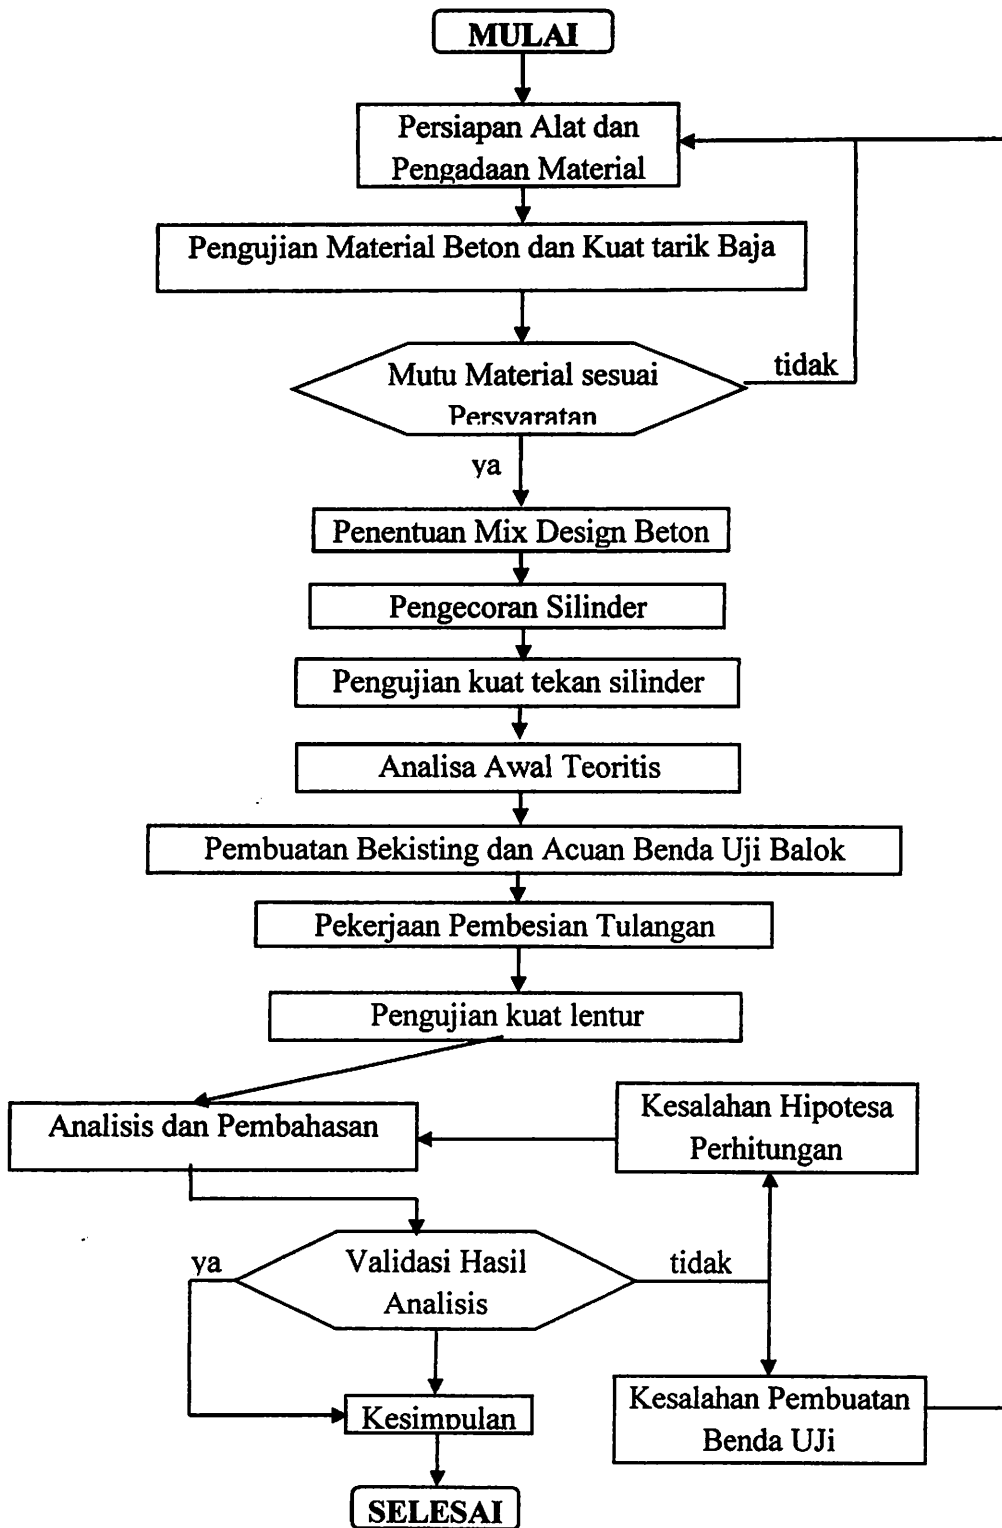 MULAI
Persiapan Alat dan
Pengadaan Material
Pengujian Material Beton dan Kuat tarik Baja
Mutu Material sesuai
Persyaratan
tidak
ya
Penentuan Mix Design Beton
Pengecoran Silinder
Pengujian kuat tekan silinder
Analisa Awal Teoritis
Pembuatan Bekisting dan Acuan Benda Uji Balok
Pekerjaan Pembesian Tulangan
Pengujian kuat lentur
Analisis dan Pembahasan
Kesalahan Hipotesa
Perhitungan
ya
Validasi Hasil
Analisis
tidak
Kesimpulan
Kesalahan Pembuatan
Benda UJi
SELESAI